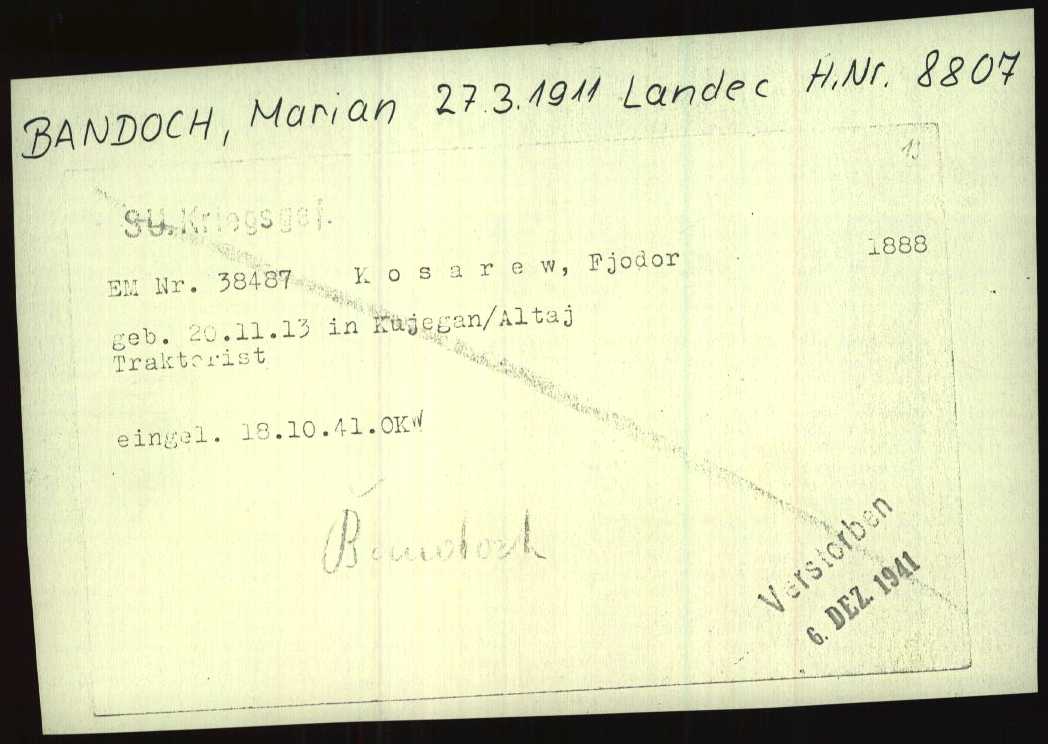 BANDOCH, Marian 27.3.1911 Landec H.Nr. 8807
13
SU.Kriegsgef.
1888
EM Nr. 38487 K o s a r e w, Fjodor
geb. 20.11.13 in Kujegan/Altaj
Traktorist
eingel. 18.10.41.OKW
Verstorben
6. DEZ. 1941